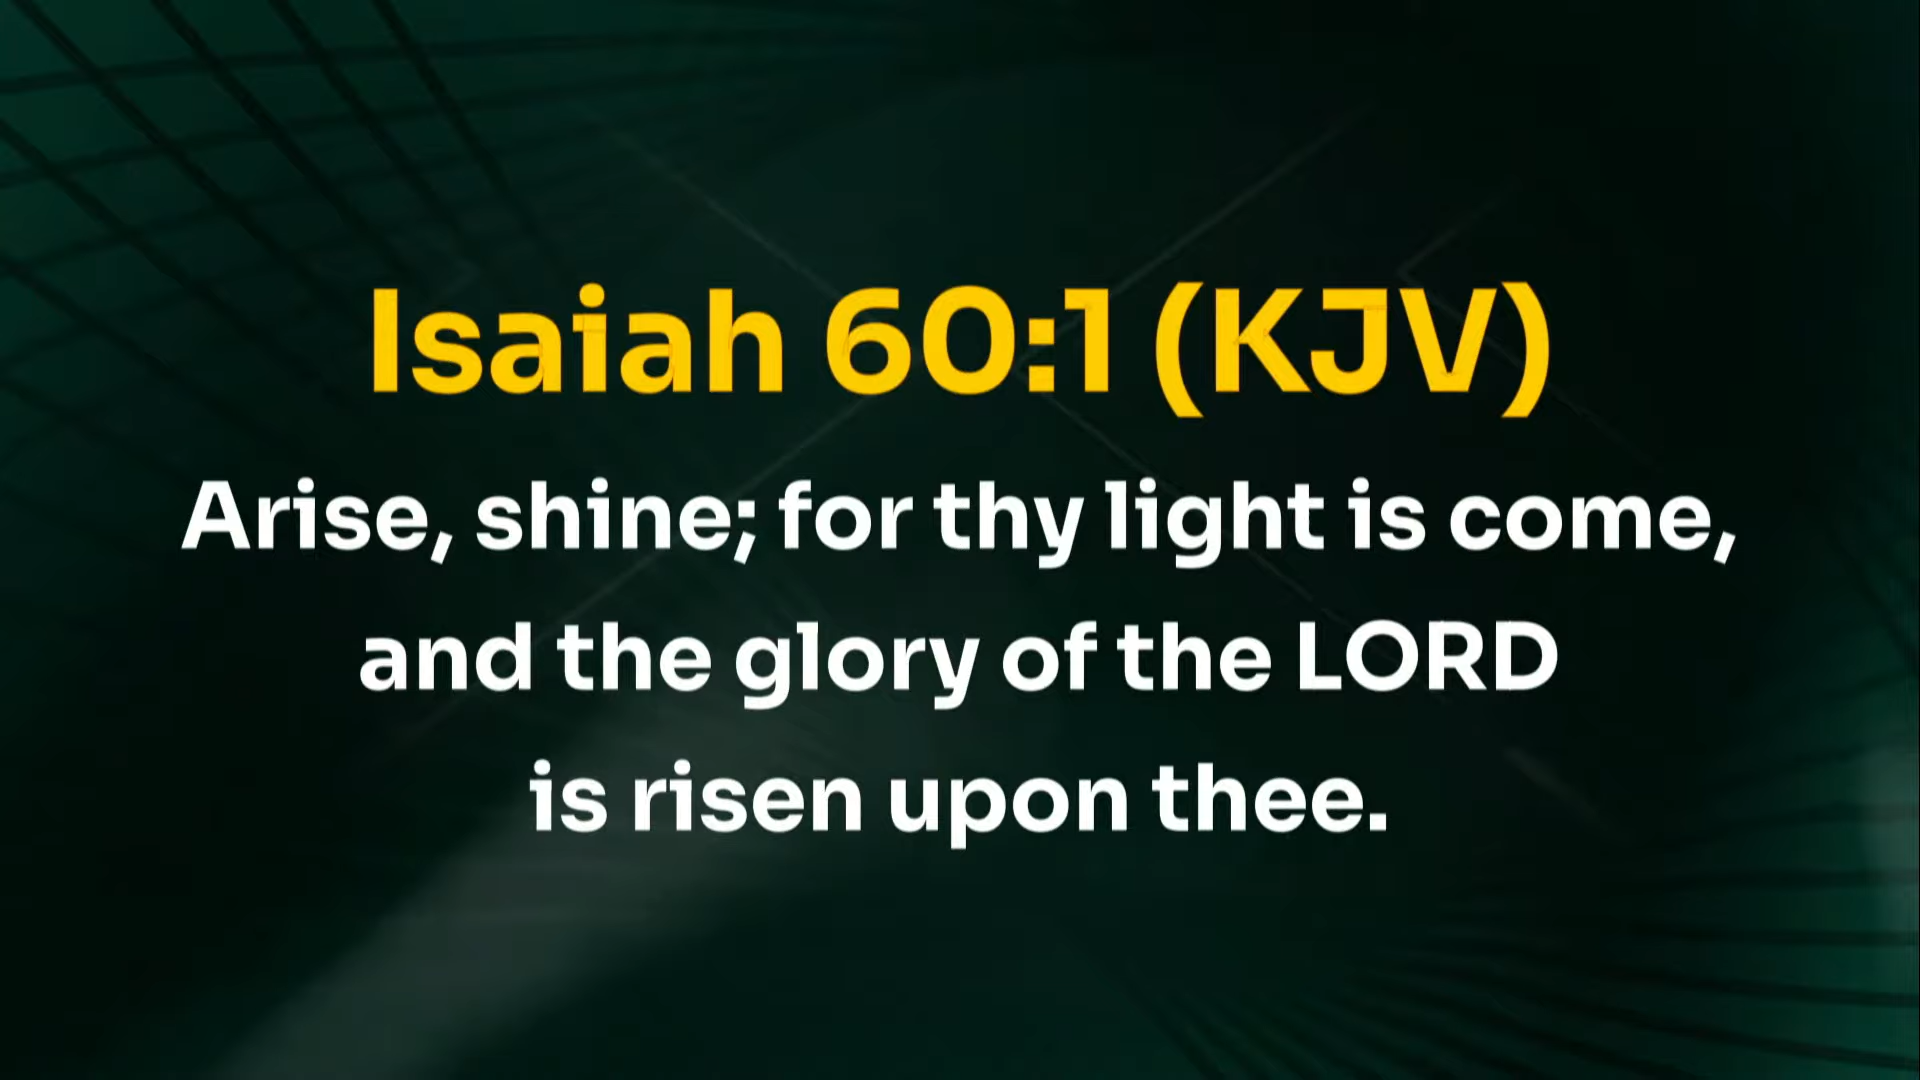 Isaiah 60:1 (KJV)
Arise, shine; for thy light is come,
and the glory of the LORD
is risen upon thee.